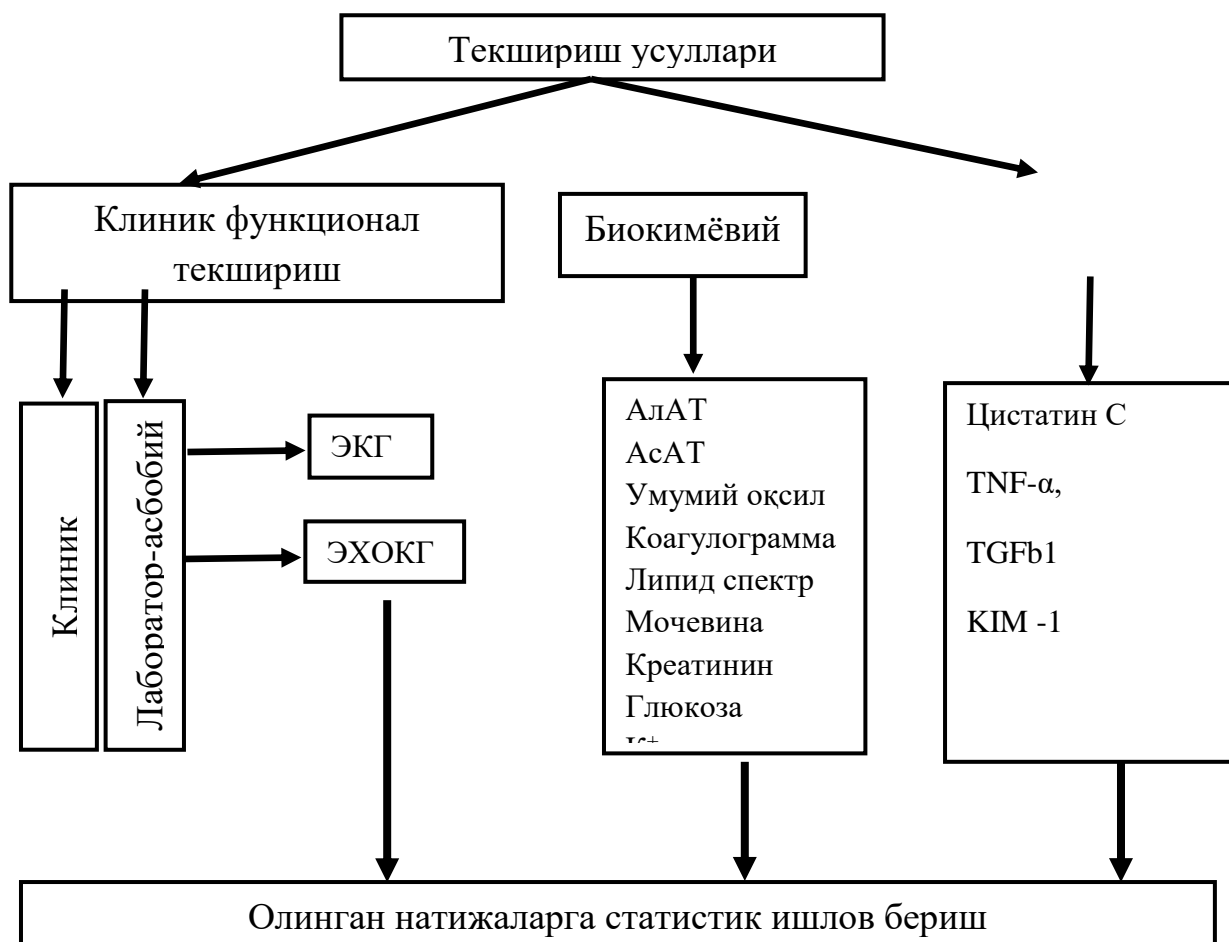 Текшириш усуллари
Клиник функционал
текшириш
Биокимёвий
Клиник
Лаборатор-асбобий
ЭКГ
ЭХОКГ
АлАТ
АсАТ
Умумий оқсил
Коагулограмма
Липид спектр
Мочевина
Креатинин
Глюкоза
Цистатин С
TNF-α,
TGFb1
KIM -1
Олинган натижаларга статистик ишлов бериш